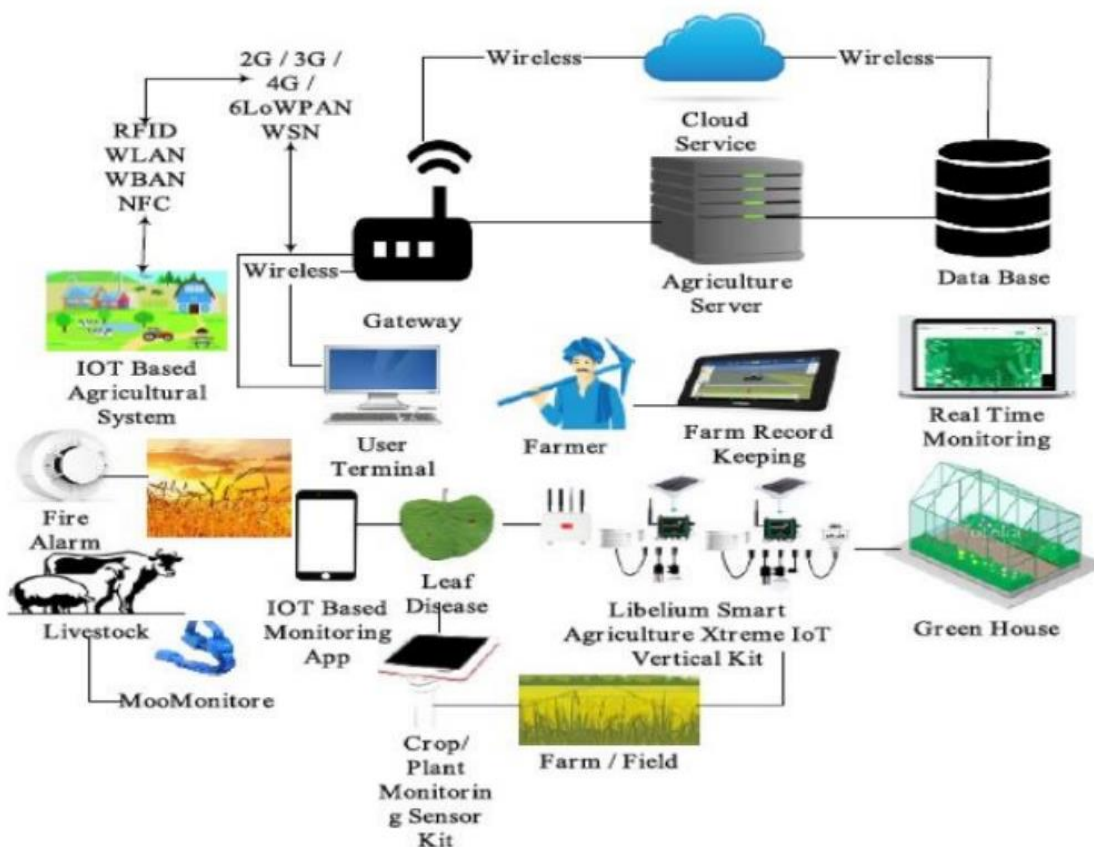 Wireless
Wireless
2G / 3G /
4G /
6LoWPAN
WSN
RFID
WLAN
WBAN
NFC
Cloud
Service
Wireless
Gateway
Agriculture
Server
Data Base
IOT Based
Agricultural
System
User
Terminal
Farmer
Farm Record
Keeping
Real Time
Monitoring
Fire
Alarm
Livestock
MooMonitore
IOT Based
Monitoring
App
Leaf
Disease
Libelium Smart
Agriculture Xtreme IoT
Vertical Kit
Green House
Crop/
Plant
Monitorin
g Sensor
Kit
Farm / Field